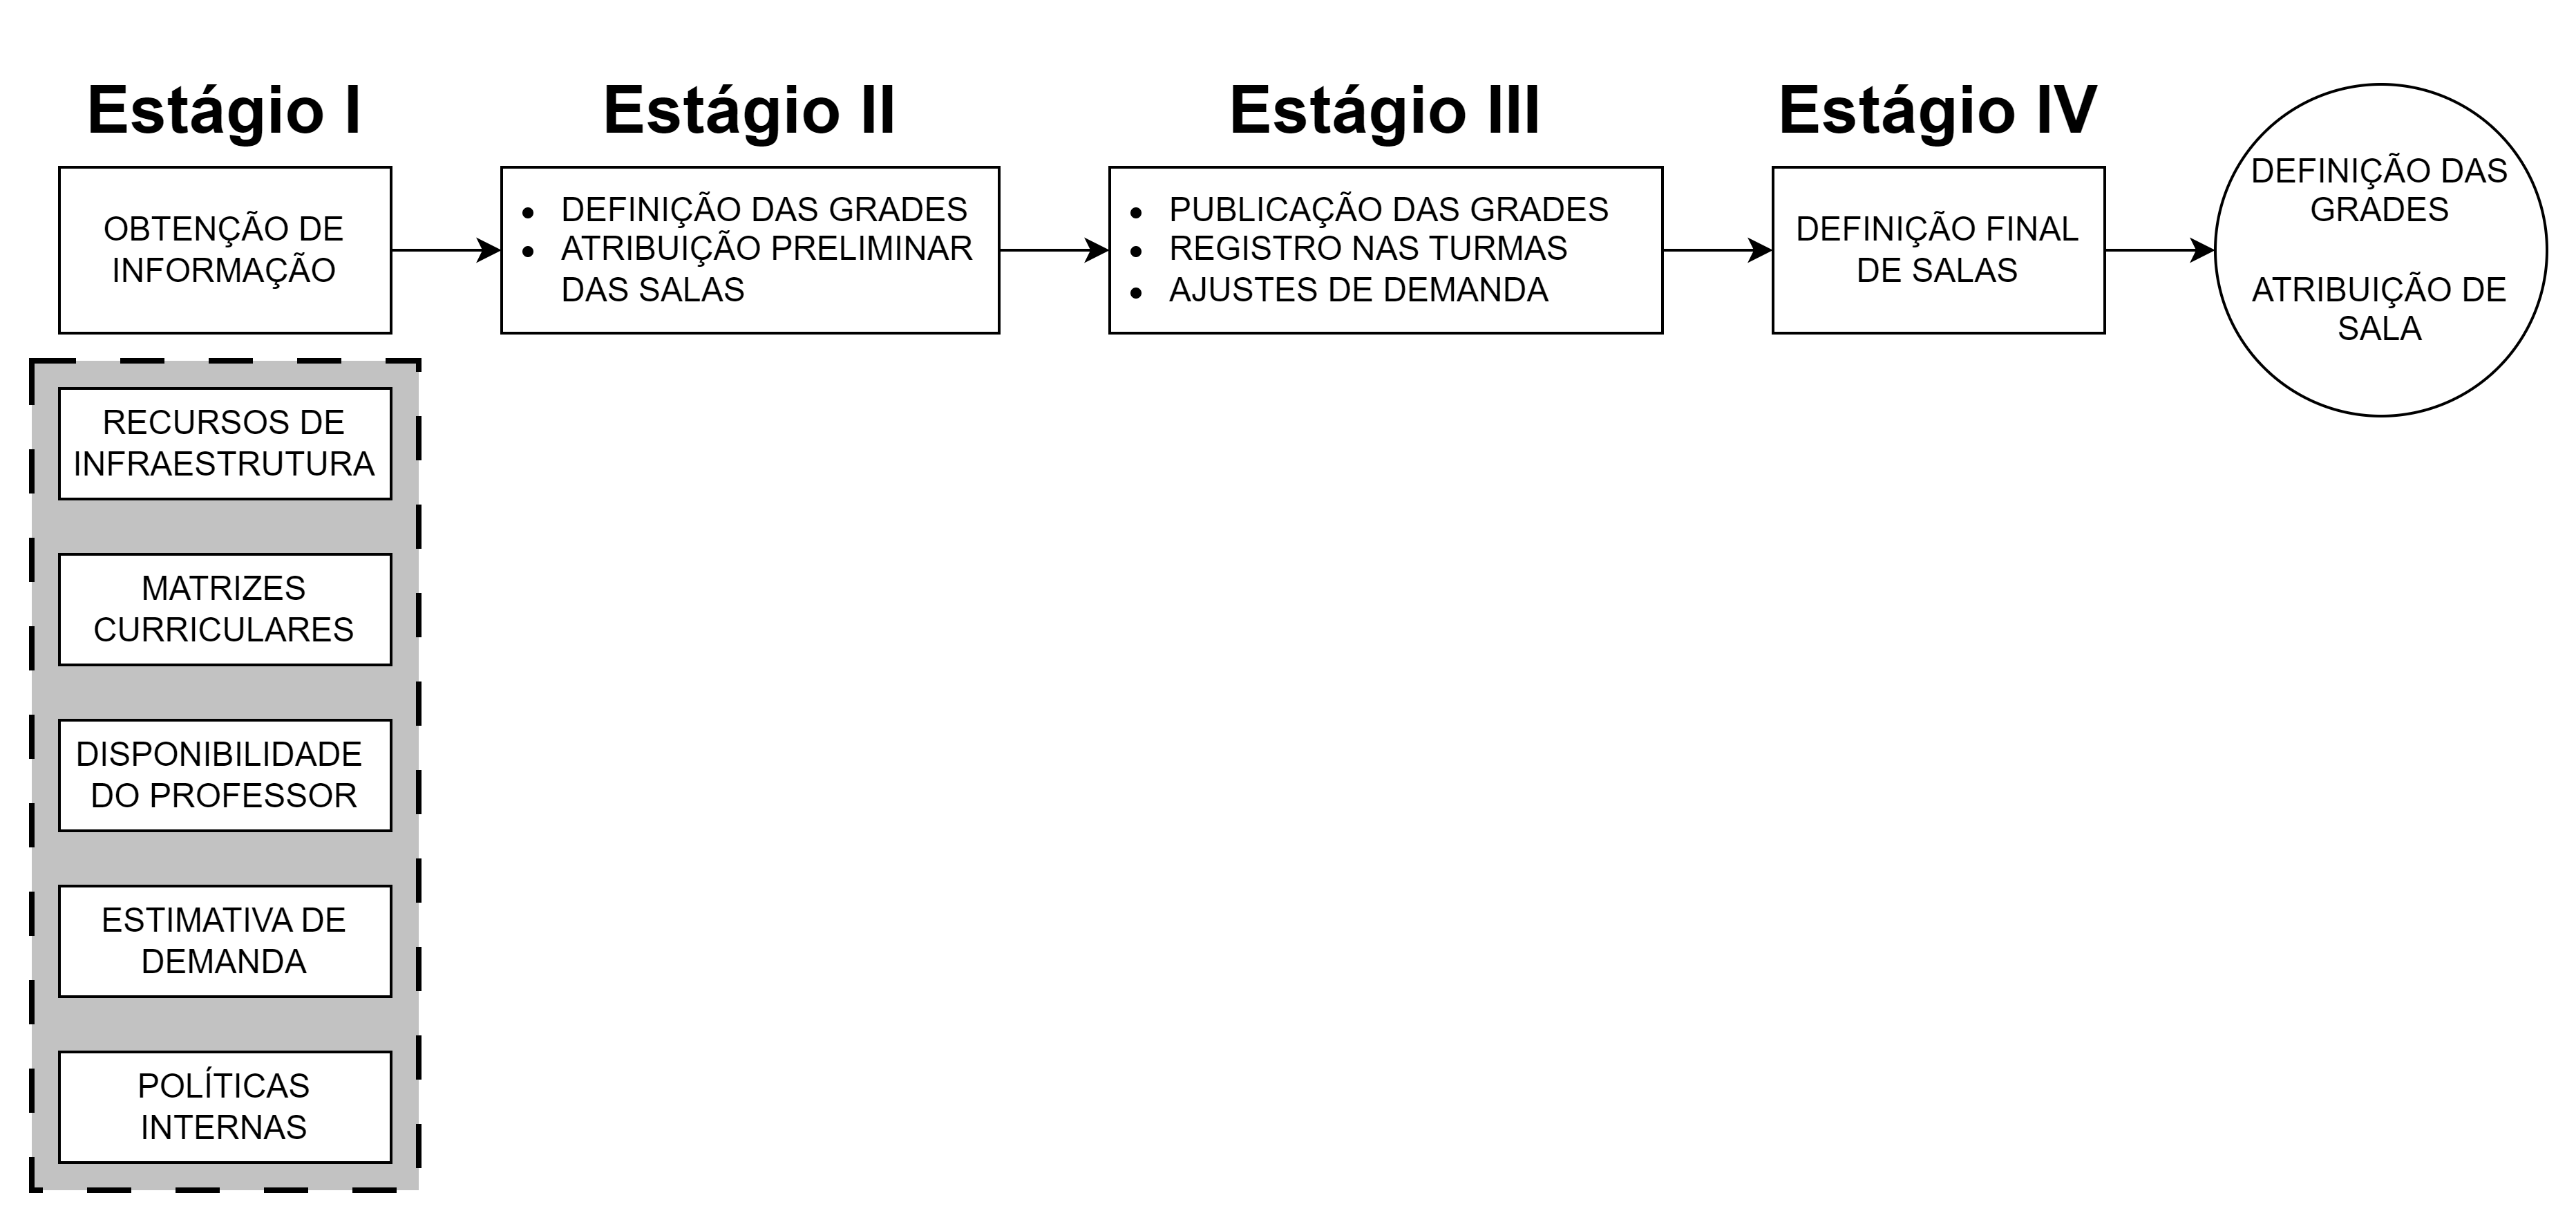 Estágio I
OBTENÇÃO DE
INFORMAÇÃO
RECURSOS DE
INFRAESTRUTURA
MATRIZES
CURRICULARES
DISPONIBILIDADE
DO PROFESSOR
ESTIMATIVA DE
DEMANDA
POLÍTICAS
INTERNAS
Estágio II
• DEFINIÇÃO DAS GRADES
• ATRIBUIÇÃO PRELIMINAR
DAS SALAS
Estágio III
• PUBLICAÇÃO DAS GRADES
• REGISTRO NAS TURMAS
• AJUSTES DE DEMANDA
Estágio IV
DEFINIÇÃO FINAL
DE SALAS
DEFINIÇÃO DAS
GRADES
ATRIBUIÇÃO DE
SALA